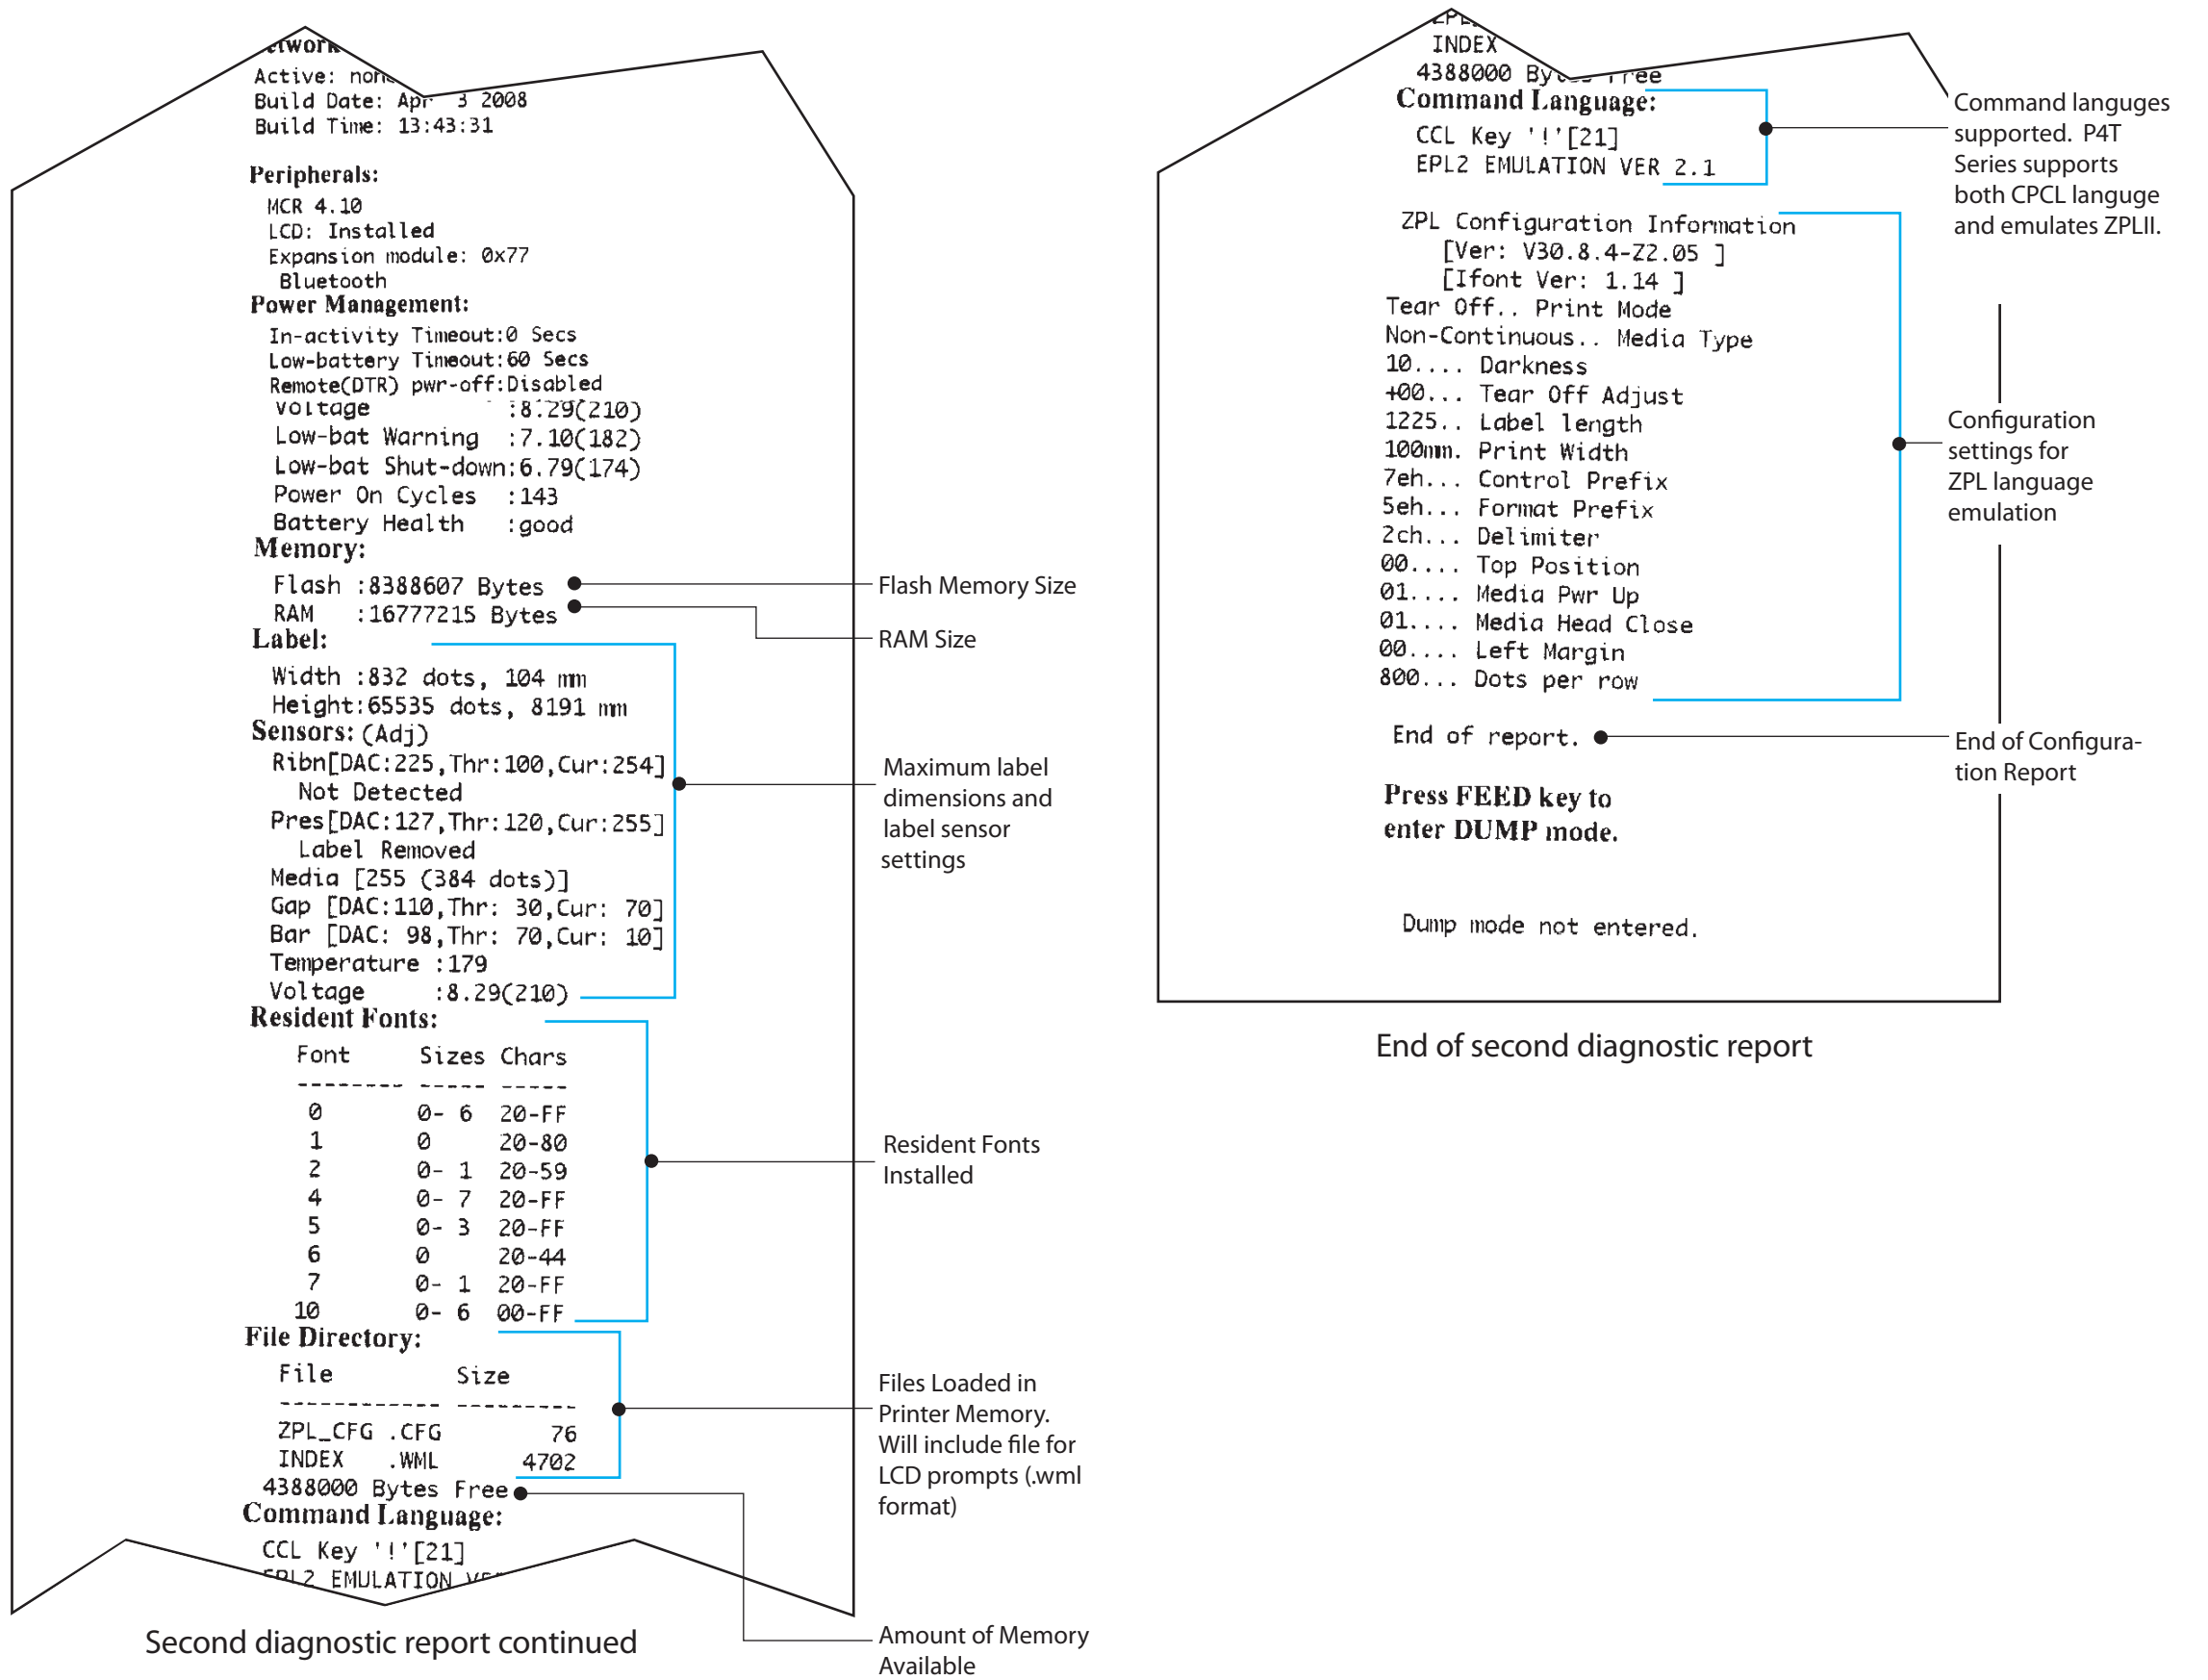 Active: none
Build Date: Apr 3 2008
Build Time: 13:43:31
Peripherals:
MCR 4.10
LCD: Installed
Expansion module: 0x77
Bluetooth
Power Management:
In-activity Timeout:0 Secs
Low-battery Timeout:60 Secs
Remote(DTR) pwr-off:Disabled
Voltage :8.29(210)
Low-bat Warning :7.10(182)
Low-bat Shut-down:6.79(174)
Power On Cycles :143
Battery Health :good
Memory:
Flash :8388607 Bytes
RAM :16777215 Bytes
Label:
Width :832 dots, 104 mm
Height:65535 dots, 8191 mm
Sensors: (Adj)
Ribn[DAC:225,Thr:100,Cur:254]
Not Detected
Pres[DAC:127,Thr:120,Cur:255]
Label Removed
Media [255 (384 dots)]
Gap [DAC:110,Thr: 30,Cur: 70]
Bar [DAC: 98,Thr: 70,Cur: 10]
Temperature :179
Voltage :8.29(210)
Resident Fonts:
Font Sizes Chars
-------- ----- -----
0 0- 6 20-FF
1 0 20-80
2 0- 1 20-59
4 0- 7 20-FF
5 0- 3 20-FF
6 0 20-44
7 0- 1 20-FF
10 0- 6 00-FF
File Directory:
File Size
------------ ---------
ZPL_CFG .CFG 76
INDEX .WML 4702
4388000 Bytes Free
Command Language:
CCL Key '!'[21]
EPL2 EMULATION
Second diagnostic report continued
Flash Memory Size
RAM Size
Maximum label
dimensions and
label sensor
settings
Resident Fonts
Installed
Files Loaded in
Printer Memory.
Will include file for
LCD prompts (.wml
format)
Amount of Memory
Available
INDEX
4388000 Bytes Free
Command Language:
CCL Key '!'[21]
EPL2 EMULATION VER 2.1
ZPL Configuration Information
[Ver: V30.8.4-Z2.05 ]
[Ifont Ver: 1.14 ]
Tear Off.. Print Mode
Non-Continuous.. Media Type
10.... Darkness
+00... Tear Off Adjust
1225.. Label length
100mm. Print Width
7eh... Control Prefix
5eh... Format Prefix
2ch... Delimiter
00.... Top Position
01.... Media Pwr Up
01.... Media Head Close
00.... Left Margin
800... Dots per row
End of report.
Press FEED key to
enter DUMP mode.
Dump mode not entered.
End of second diagnostic report
Command languges
supported. P4T
Series supports
both CPCL languge
and emulates ZPLII.
Configuration
settings for
ZPL language
emulation
End of Configura-
tion Report